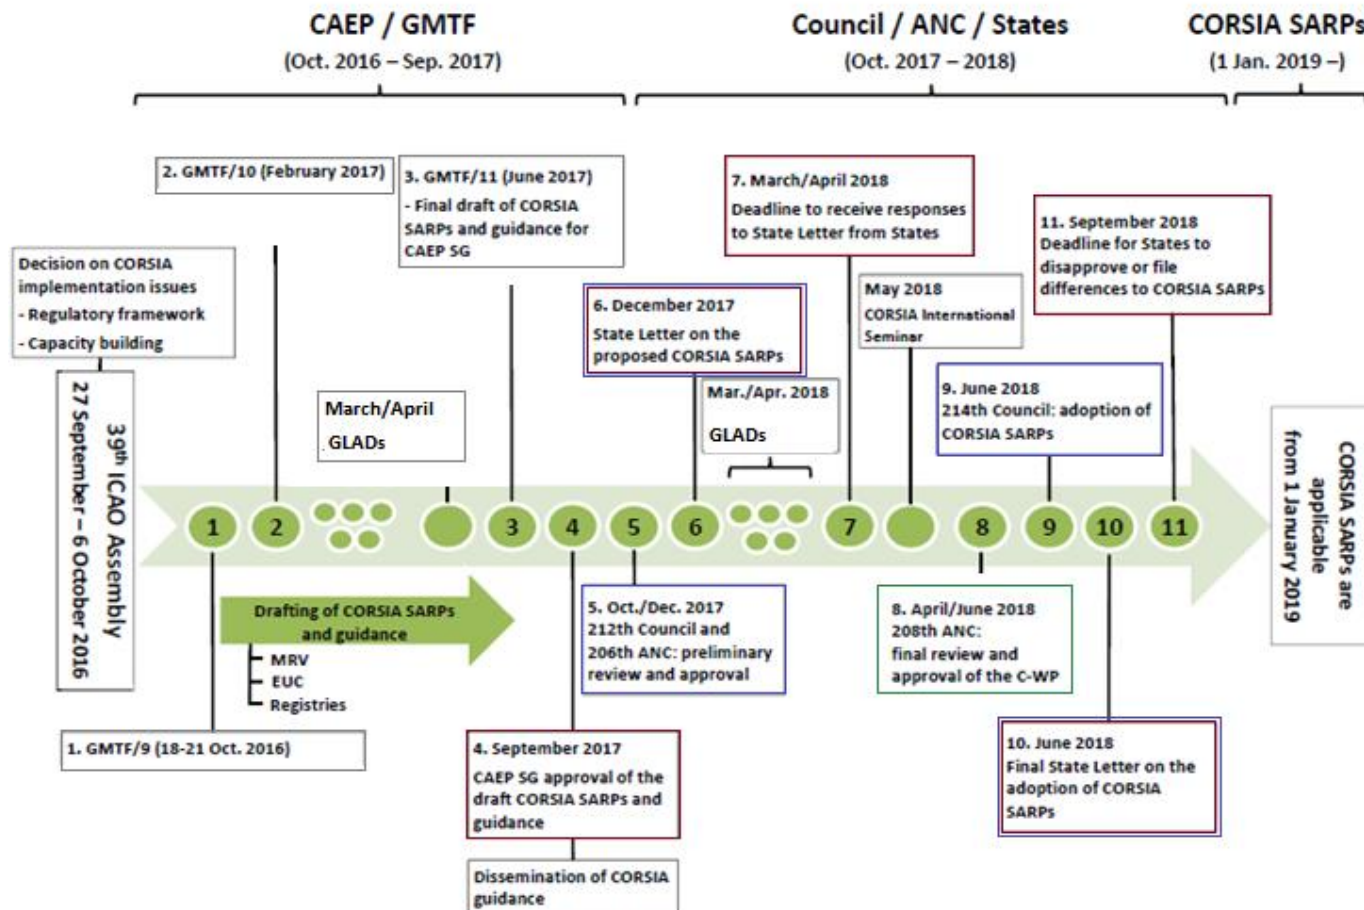 CAEP / GMTF
(Oct. 2016 – Sep. 2017)
Council / ANC / States
(Oct. 2017 – 2018)
CORSIA SARPs
(1 Jan. 2019 –)
2. GMTF/10 (February 2017)
3. GMTF/11 (June 2017)
- Final draft of CORSIA
SARPs and guidance for
CAEP SG
7. March/April 2018
Deadline to receive responses
to State Letter from States
11. September 2018
Deadline for States to
disapprove or file
differences to CORSIA SARPs
Decision on CORSIA
implementation issues
- Regulatory framework
- Capacity building
6. December 2017
State Letter on the
proposed CORSIA SARPs
May 2018
CORSIA International
Seminar
9. June 2018
214th Council: adoption of
CORSIA SARPs
March/April
. GLADs
Mar./Apr. 2018
GLADs
39th ICAO Assembly
27 September – 6 October 2016
1
2
3
4
5
6
7
8
9
10
11
CORSIA SARPs are
applicable
from 1 January 2019
Drafting of CORSIA SARPs
and guidance
MRV
EUC
Registries
5. Oct./Dec. 2017
212th Council and
206th ANC: preliminary
review and approval
8. April/June 2018
208th ANC:
final review and
approval of the C-WP
1. GMTF/9 (18-21 Oct. 2016)
4. September 2017
CAEP SG approval of the
draft CORSIA SARPs and
guidance
10. June 2018
Final State Letter on the
adoption of CORSIA
SARPs
Dissemination of CORSIA
guidance